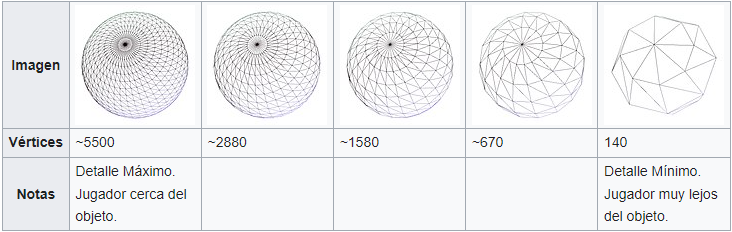 Imagen
Vértices ~5500 ~2880 ~1580 ~670 140
Notas
Detalle Máximo.
Jugador cerca del
objeto.
Detalle Mínimo.
Jugador muy lejos
del objeto.